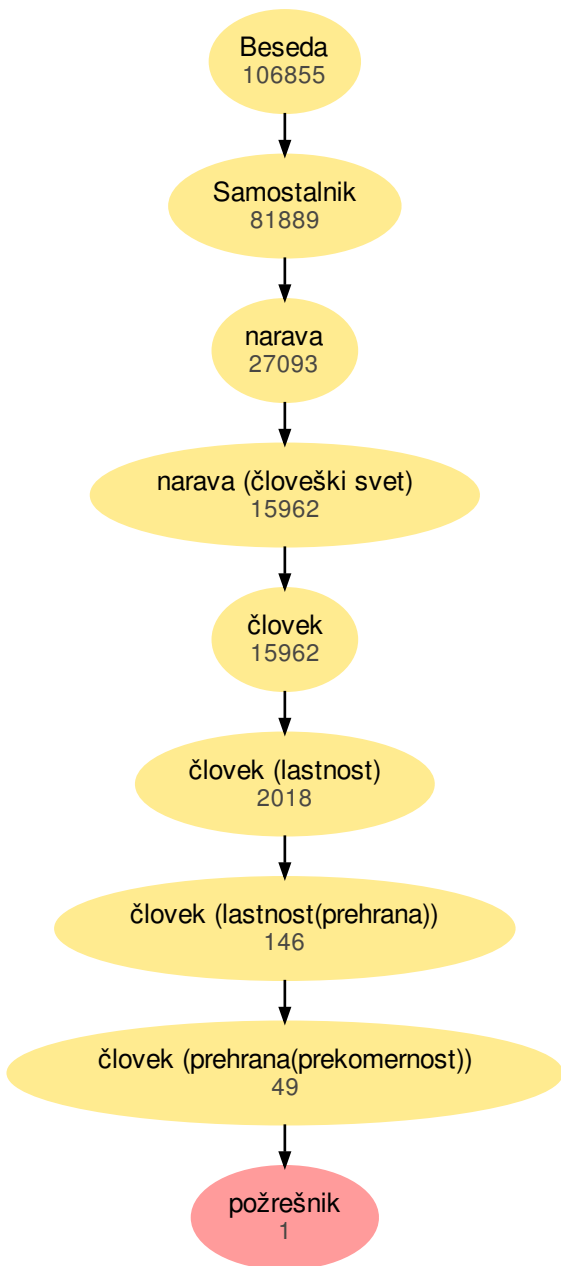 Beseda
106855
Samostalnik
81889
narava
27093
narava (človeški svet)
15962
človek
15962
človek (lastnost)
2018
človek (lastnost(prehrana))
146
človek (prehrana(prekomernost))
49
požrešnik
1